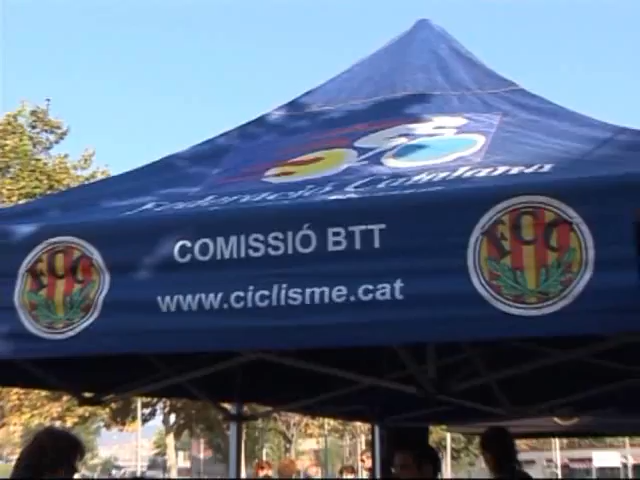 Federació Catalana
COMISSIÓ BTT
www.ciclisme.cat
FCC
FCC